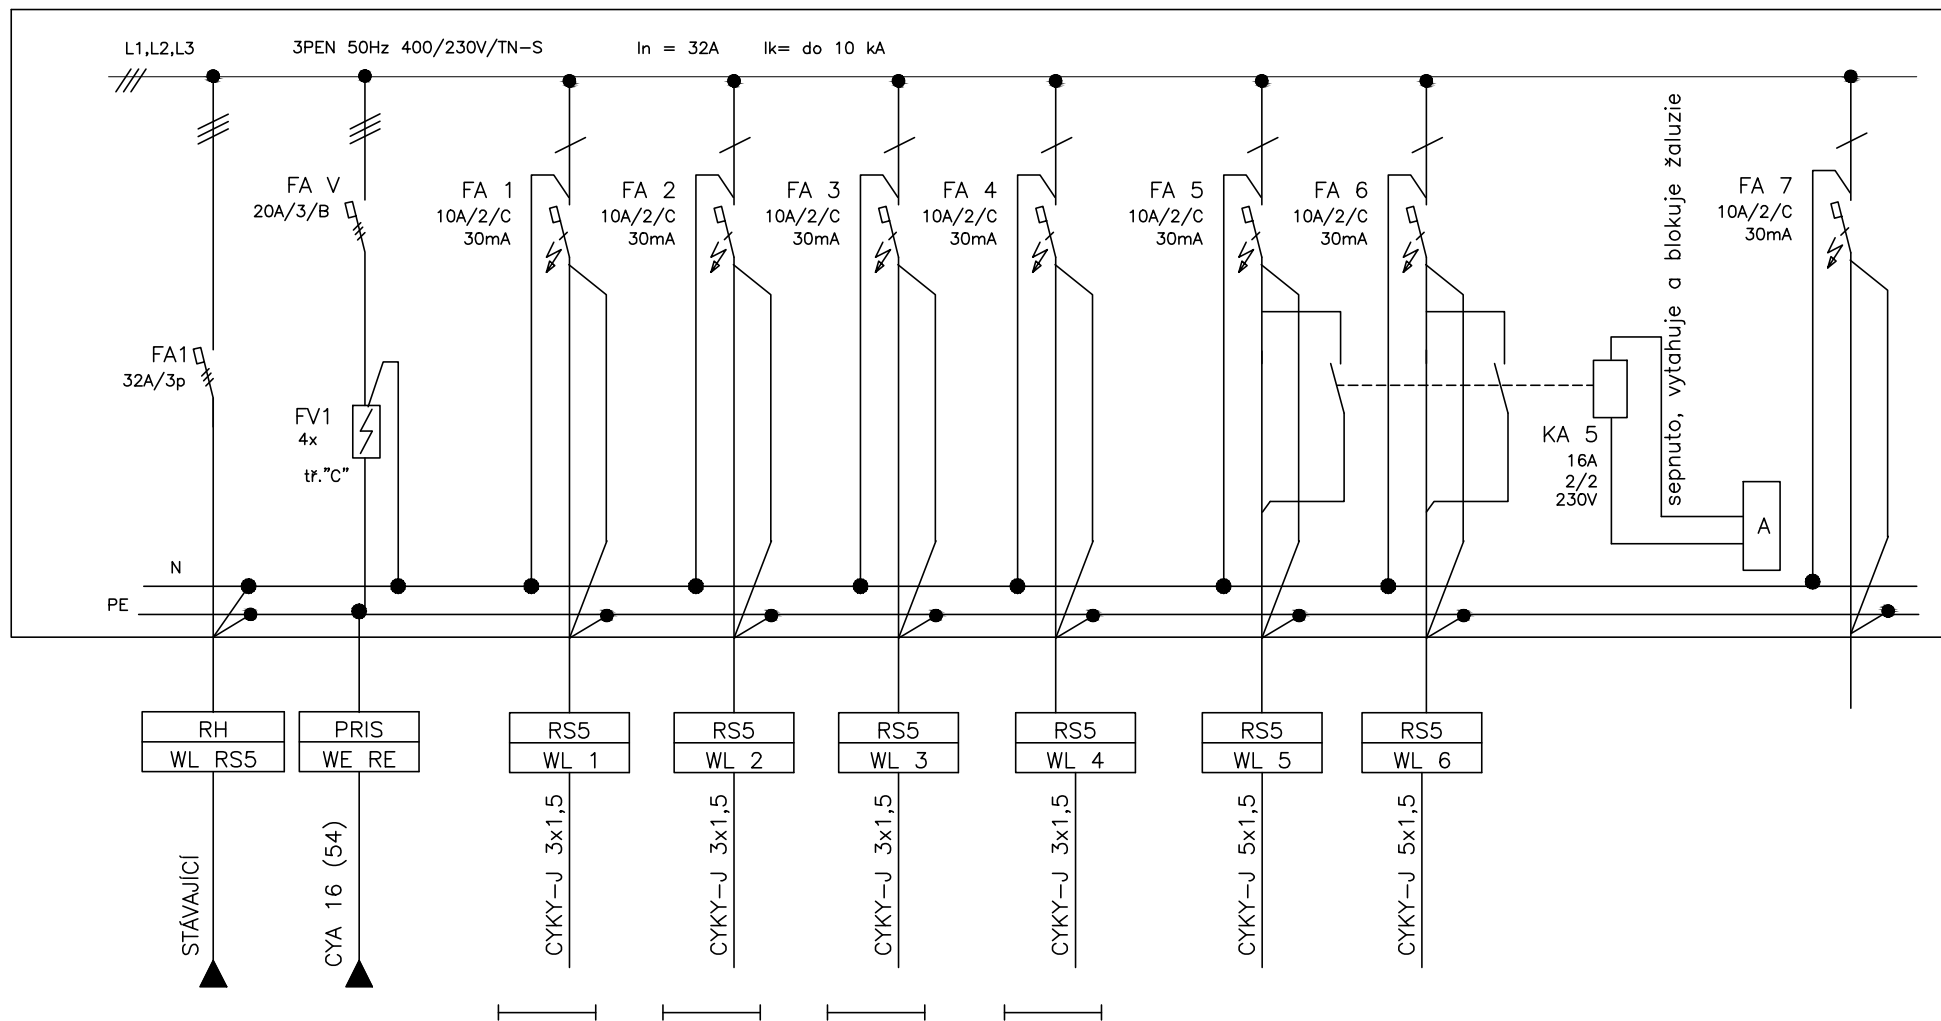 L1,L2,L3
3PEN 50Hz 400/230V/TN-S
In = 32A
Ik= do 10 kA
FA V
20A/3/B
FA 1
10A/2/C
30mA
FA 2
10A/2/C
30mA
FA 3
10A/2/C
30mA
FA 4
10A/2/C
30mA
FA 5
10A/2/C
30mA
FA 6
10A/2/C
30mA
sepnuto, vytahuje a blokuje žaluzie
FA 7
10A/2/C
30mA
FA1
32A/3p
FV1
4x
tř."C"
KA 5
16A
2/2
230V
A
N
PE
RH
WL RS5
PRIS
WE RE
RS5
WL 1
RS5
WL 2
RS5
WL 3
RS5
WL 4
RS5
WL 5
RS5
WL 6
STÁVAJÍCÍ
CYA 16 (54)
CYKY-J 3x1,5
CYKY-J 3x1,5
CYKY-J 3x1,5
CYKY-J 3x1,5
CYKY-J 5x1,5
CYKY-J 5x1,5